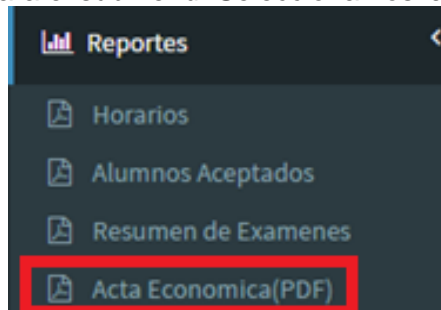 Reportes
Horarios
Alumnos Aceptados
Resumen de Examenes
Acta Economica(PDF)